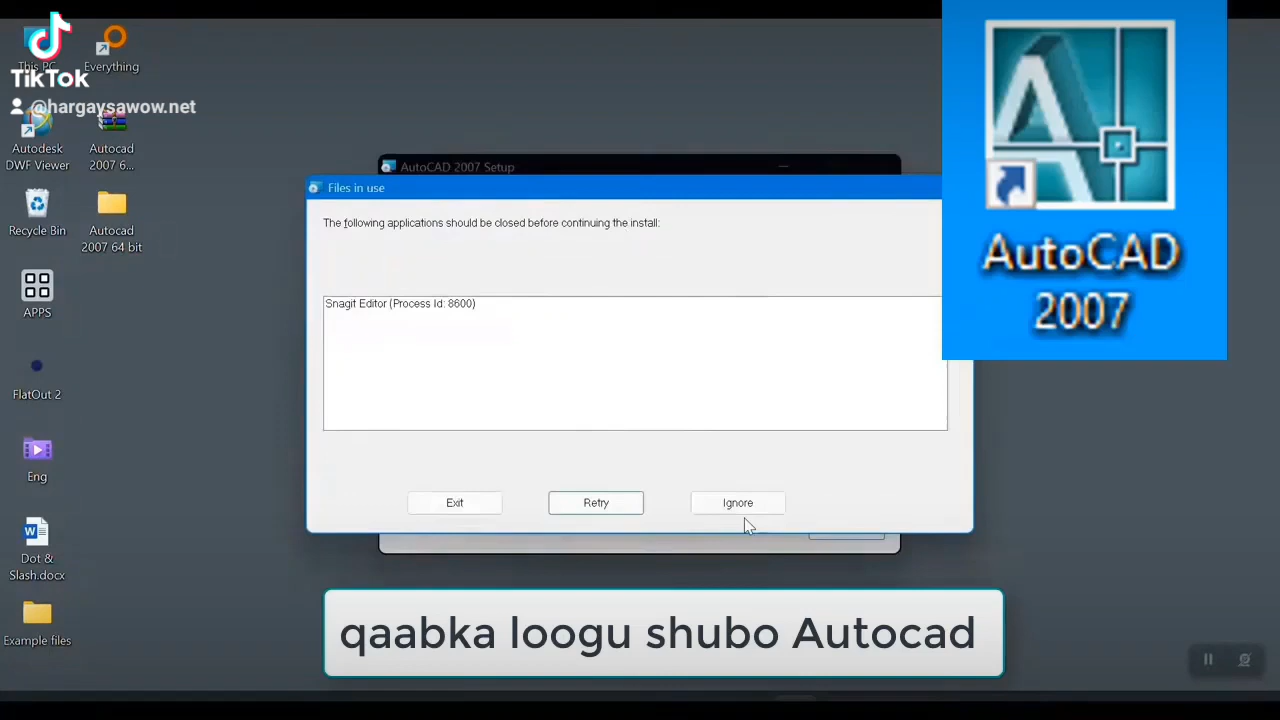 This PC
Everything
TikTok
@hargaysawow.net
Autodesk
DWF Viewer
Autocad
2007 6...
Recycle Bin
Autocad
2007 64 bit
APPS
FlatOut 2
Eng
Dot &
Slash.docx
Example files
AutoCAD 2007 Setup
Files in use
The following applications should be closed before continuing the install:
Snagit Editor (Process Id: 8600)
Exit
Retry
Ignore
AutoCAD
2007
qaabka loogu shubo Autocad